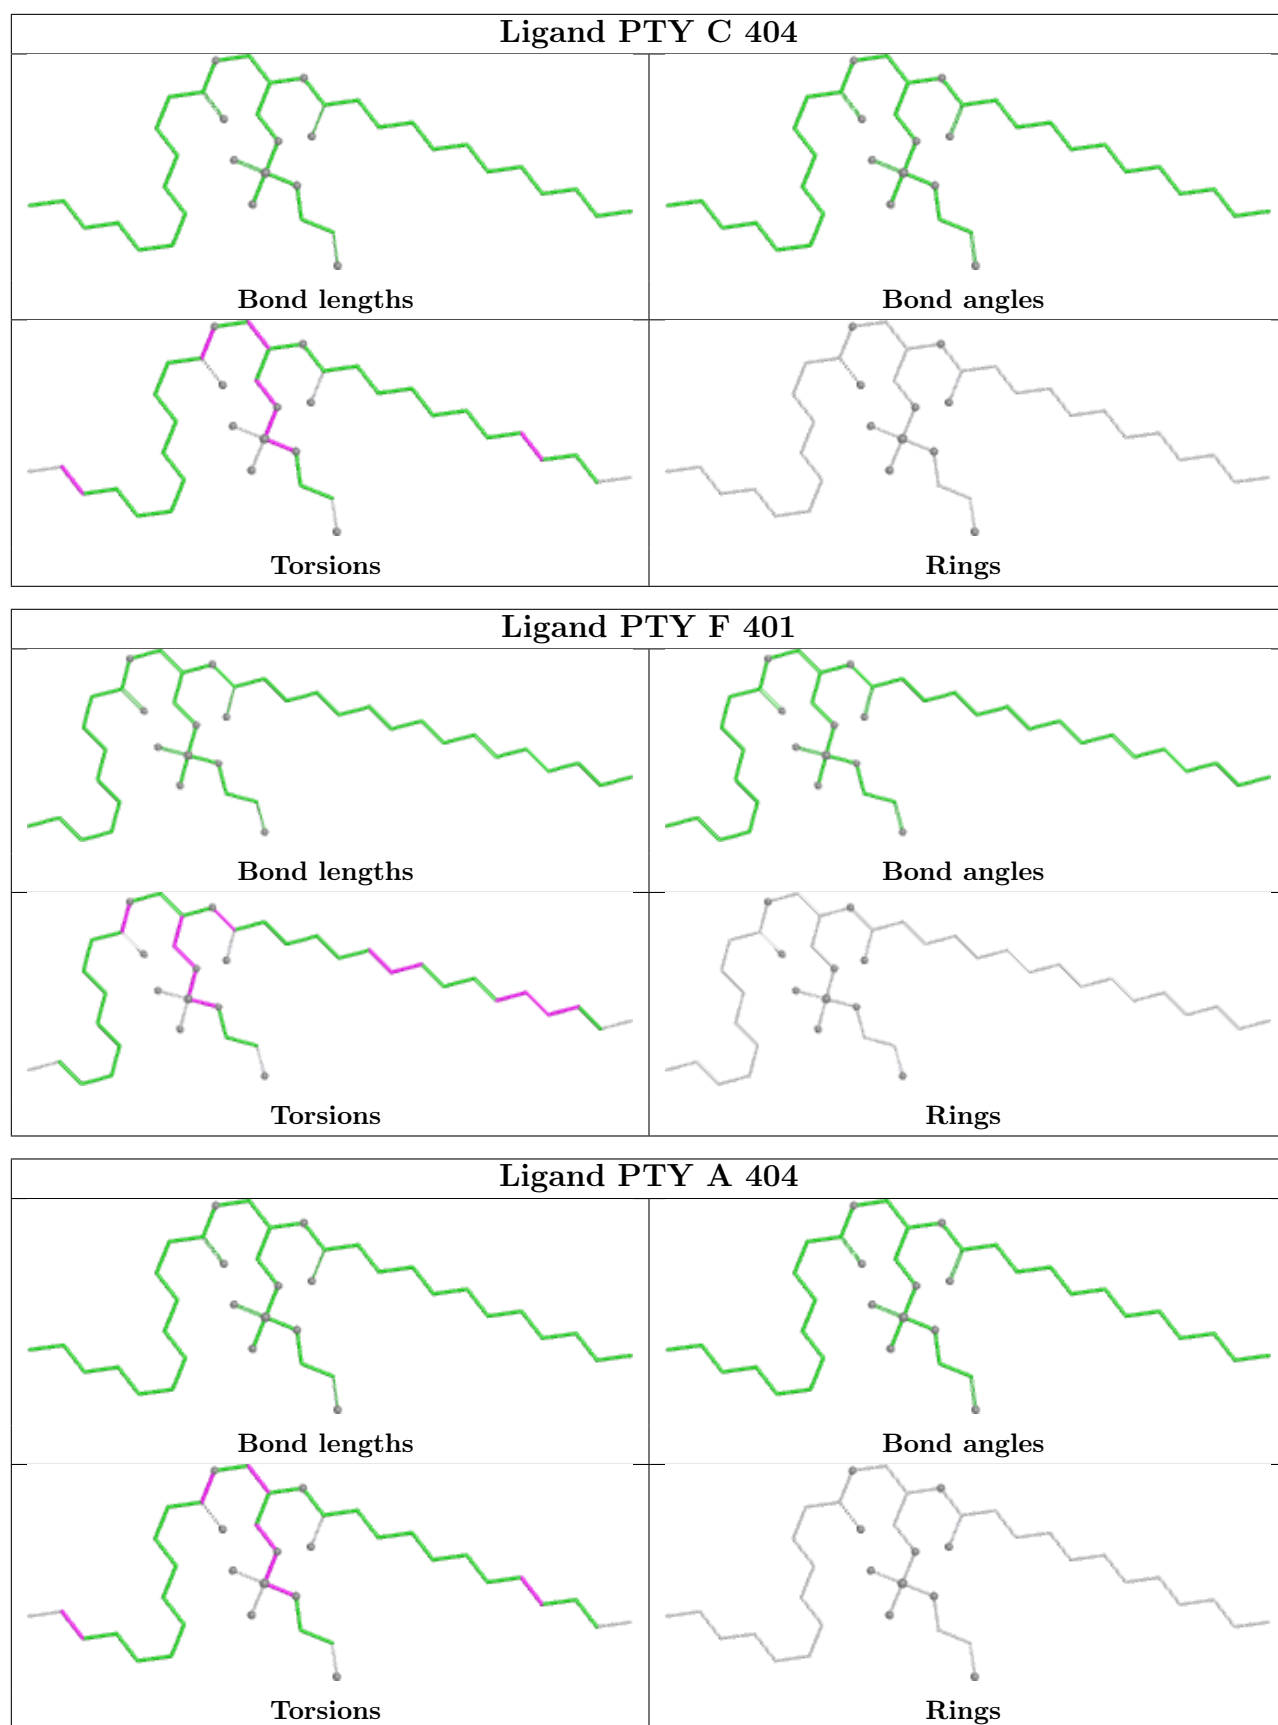 Ligand PTY C 404
Bond lengths
Bond angles
Torsions
Rings
Ligand PTY F 401
Bond lengths
Bond angles
Torsions
Rings
Ligand PTY A 404
Bond lengths
Bond angles
Torsions
Rings